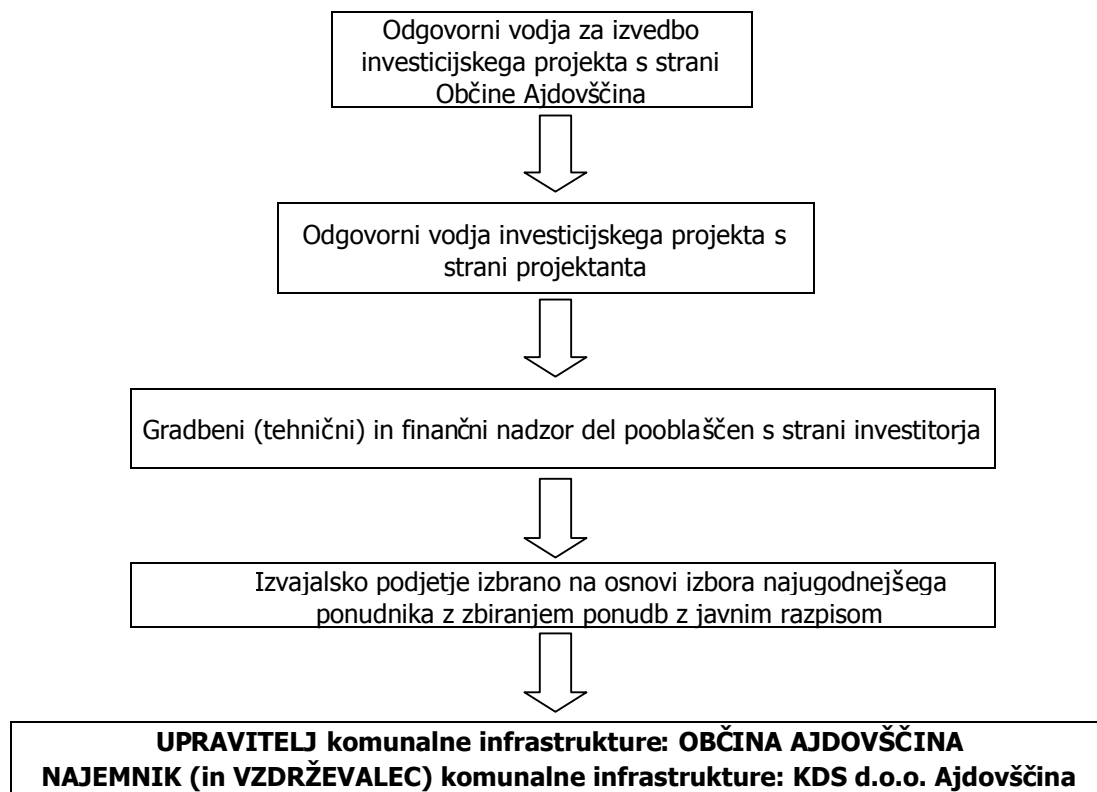 Odgovorni vodja za izvedbo
investicijskega projekta s strani
Občine Ajdovščina
Odgovorni vodja investicijskega projekta s
strani projektanta
Gradbeni (tehnični) in finančni nadzor del pooblaščen s strani investitorja
Izvajalsko podjetje izbrano na osnovi izbora najugodnejšega
ponudnika z zbiranjem ponudb z javnim razpisom
UPRAVITELJ komunalne infrastrukture: OBČINA AJDOVŠČINA
NAJEMNIK (in VZDRŽEVALEC) komunalne infrastrukture: KDS d.o.o. Ajdovščina